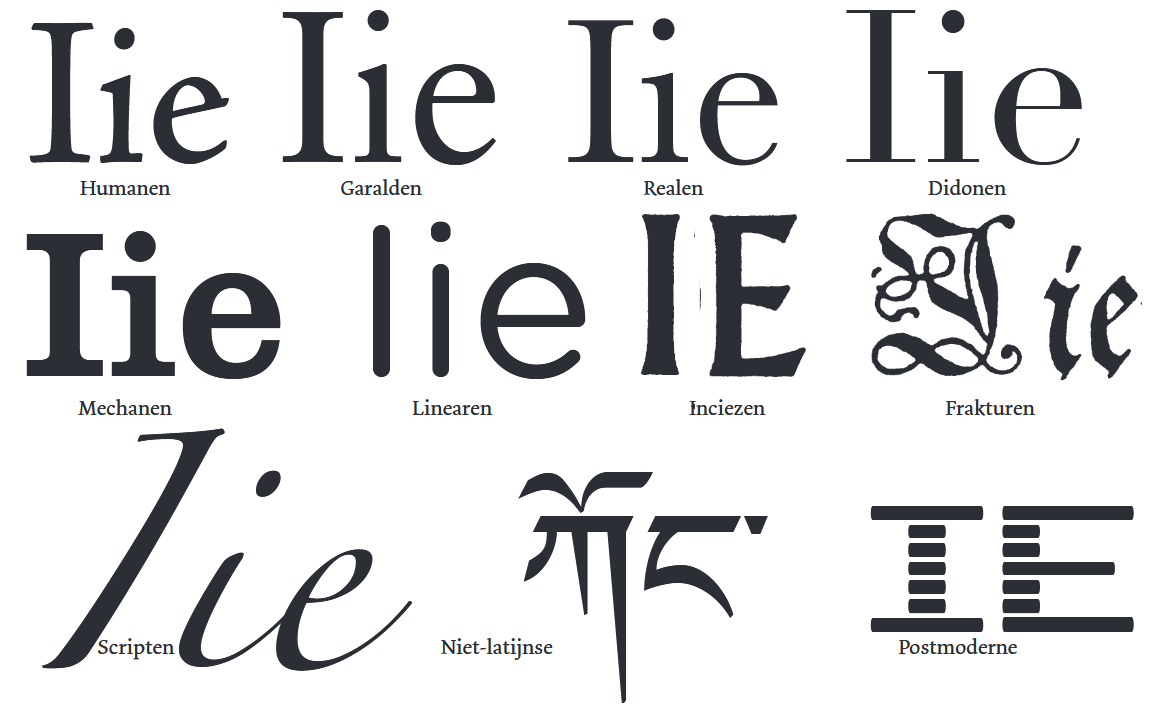 Iie Iie Iie Iie
Humanen Garalden Realen Didonen
Iie Iie IE Iie
Mechanen Linearen Inciezen Frakturen
Iie IE
Scripten Niet-latijnse Postmoderne